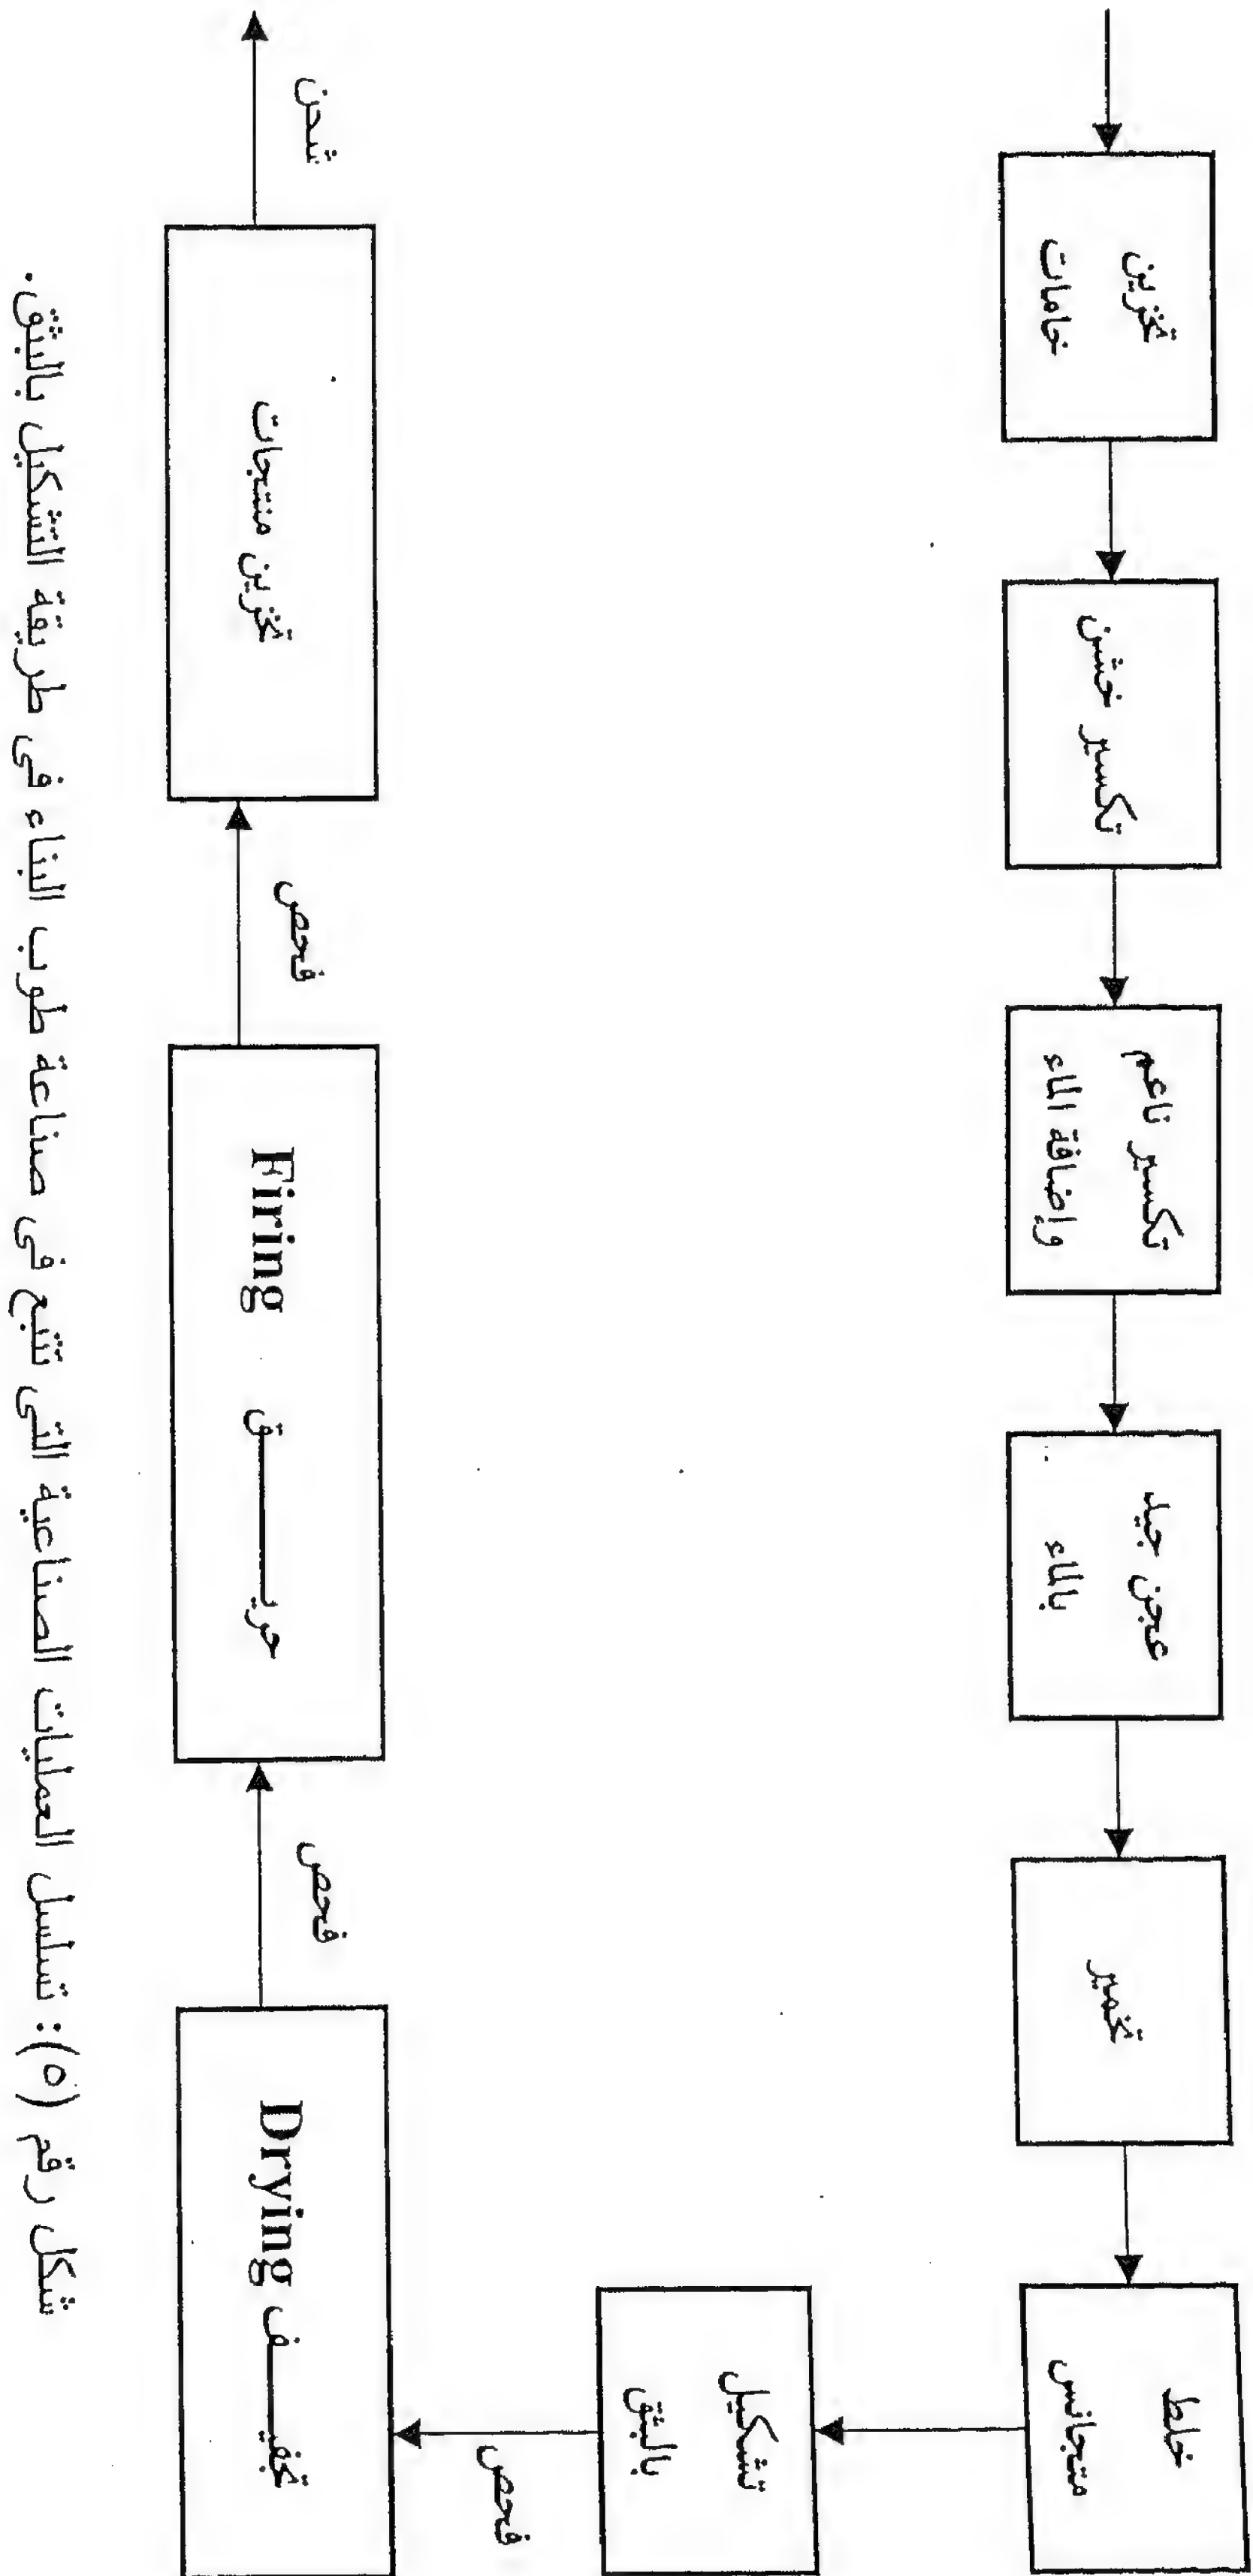 تخزين
خامات
تكسير خشن
تكسير ناعم
وإضافة الماء
عجن جيد
بالماء
تخمير
خلط
متجانس
تشكيل
بالبثق
فحص
تجفيـــف Drying
فحص
حريـــــق Firing
فحص
تخزين منتجات
شحن
شكل رقم (٥): تسلسل العمليات الصناعية التى تتبع فى صناعة طوب البناء فى طريقة التشكيل بالبثق.